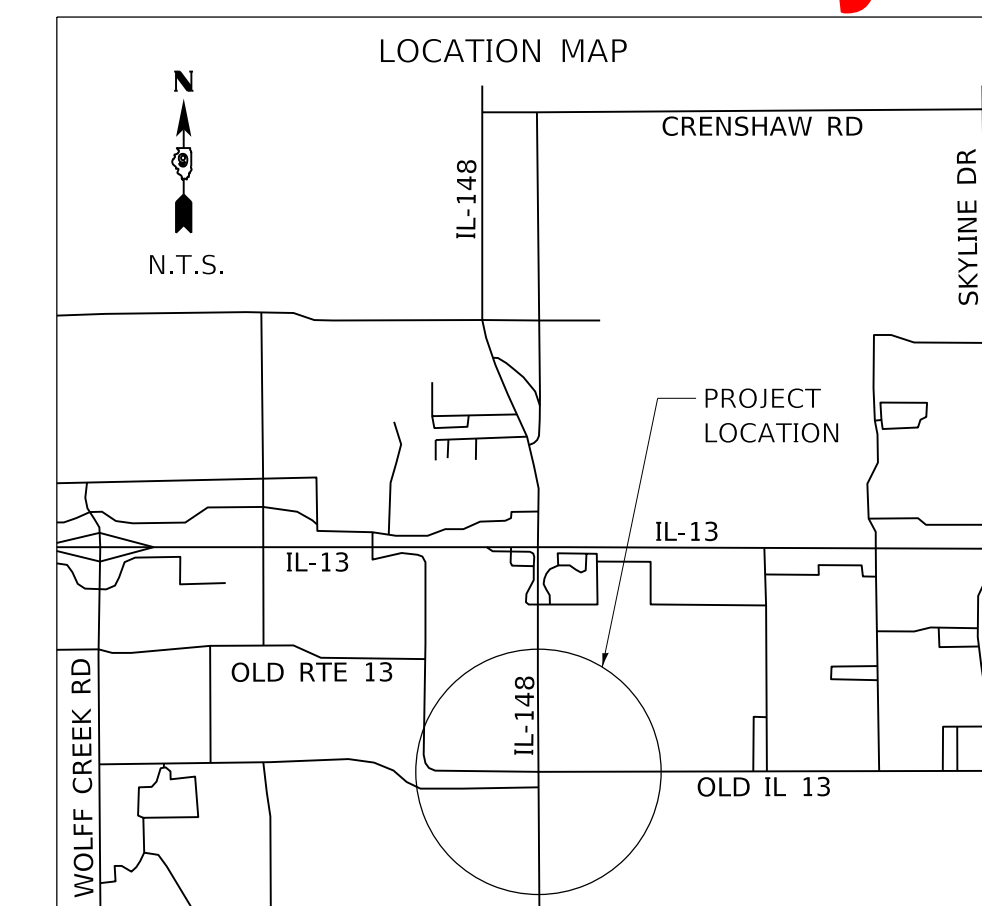 LOCATION MAP
N
CRENSHAW RD
IL-148
SKYLINE DR
N.T.S.
PROJECT
LOCATION
IL-13
IL-13
OLD RTE 13
IL-148
WOLFF CREEK RD
OLD IL 13